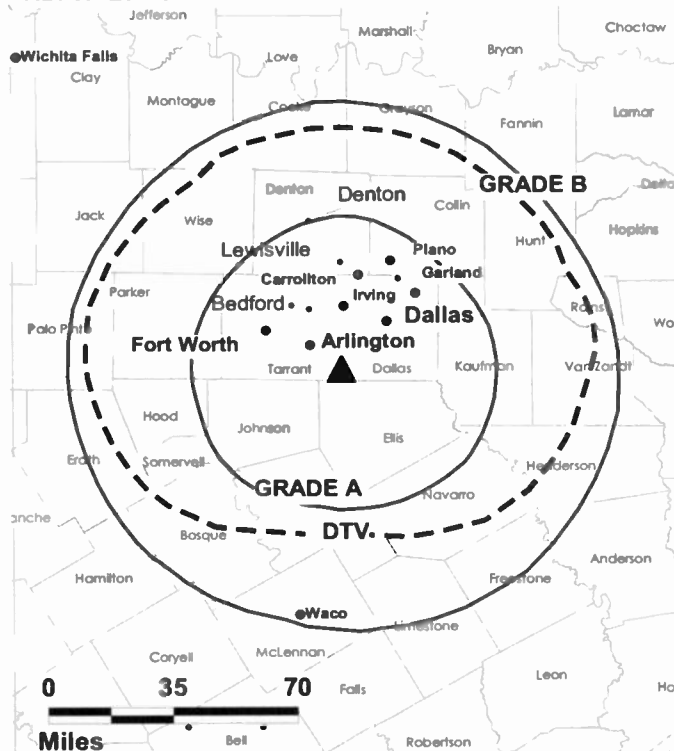 Jefferson
Marshall
Choctaw
Wichita Falls
Love
Bryan
Clay
Montague
Cooke
Grayson
Fannin
Lamar
Denton
Denton
GRADE B
Collin
Jack
Wise
Hunt
Hopkins
Lewisville
Plano
Carrollton
Garland
Parker
Bedford
Irving
Rains
Palo Pinto
Dallas
Fort Worth
Arlington
Tarrant
Dallas
Kaufman
Van Zandt
Hood
Johnson
Ellis
Erath
Somervell
Henderson
GRADE A
Navarro
DTV
Bosque
Anderson
Hamilton
Freestone
Waco
Limestone
Coryell
McLennan
Leon
0 35 70
Falls
Miles
Bell
Robertson